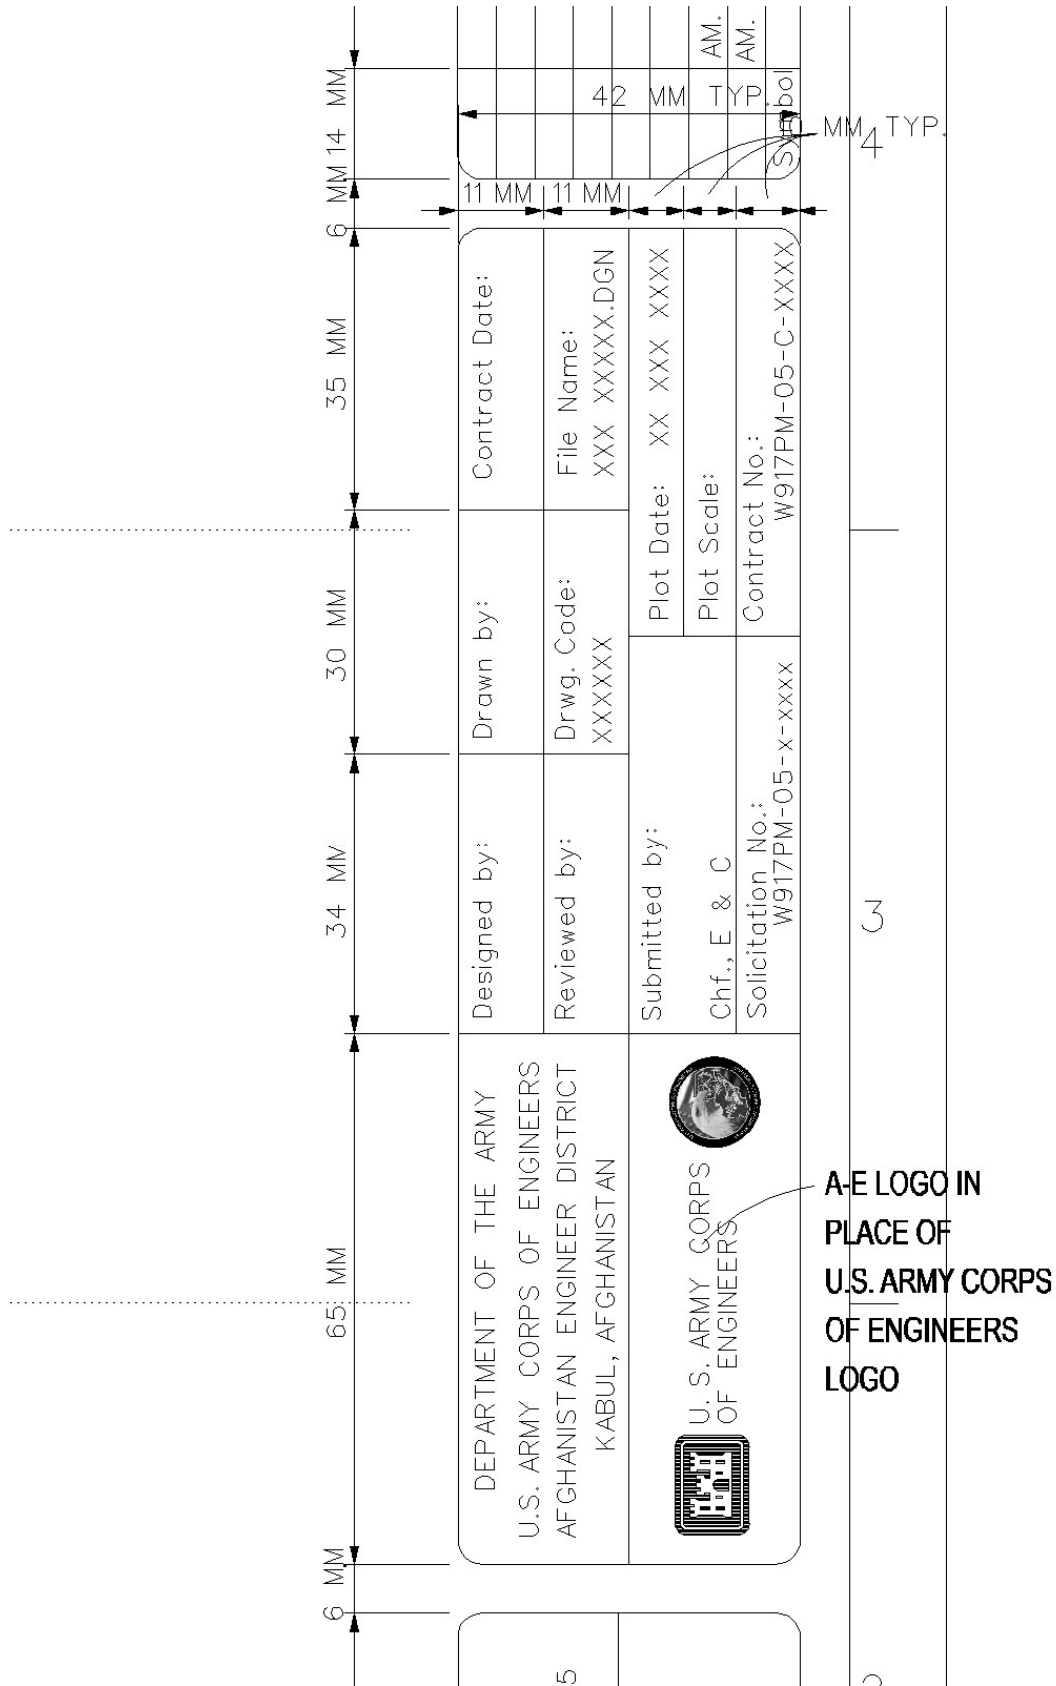 AM.
AM.
Symbol
42 MM TYP.
MM TYP.
4
14 MM
6 MM
11 MM
11 MM
35 MM
30 MM
34 MM
65 MM
6 MM
Contract Date:
File Name:
XXX XXXXX.DGN
Plot Date: XX XXX XXXX
Plot Scale:
Contract No.:
W917PM-05-C-XXXX
Drawn by:
Drwg. Code:
XXXXXX
Designed by:
Reviewed by:
Submitted by:
Chf., E & C
Solicitation No.:
W917PM-05-x-xxxx
3
DEPARTMENT OF THE ARMY
U.S. ARMY CORPS OF ENGINEERS
AFGHANISTAN ENGINEER DISTRICT
KABUL, AFGHANISTAN
U. S. ARMY CORPS
OF ENGINEERS
A-E LOGO IN
PLACE OF
U.S. ARMY CORPS
OF ENGINEERS
LOGO
5